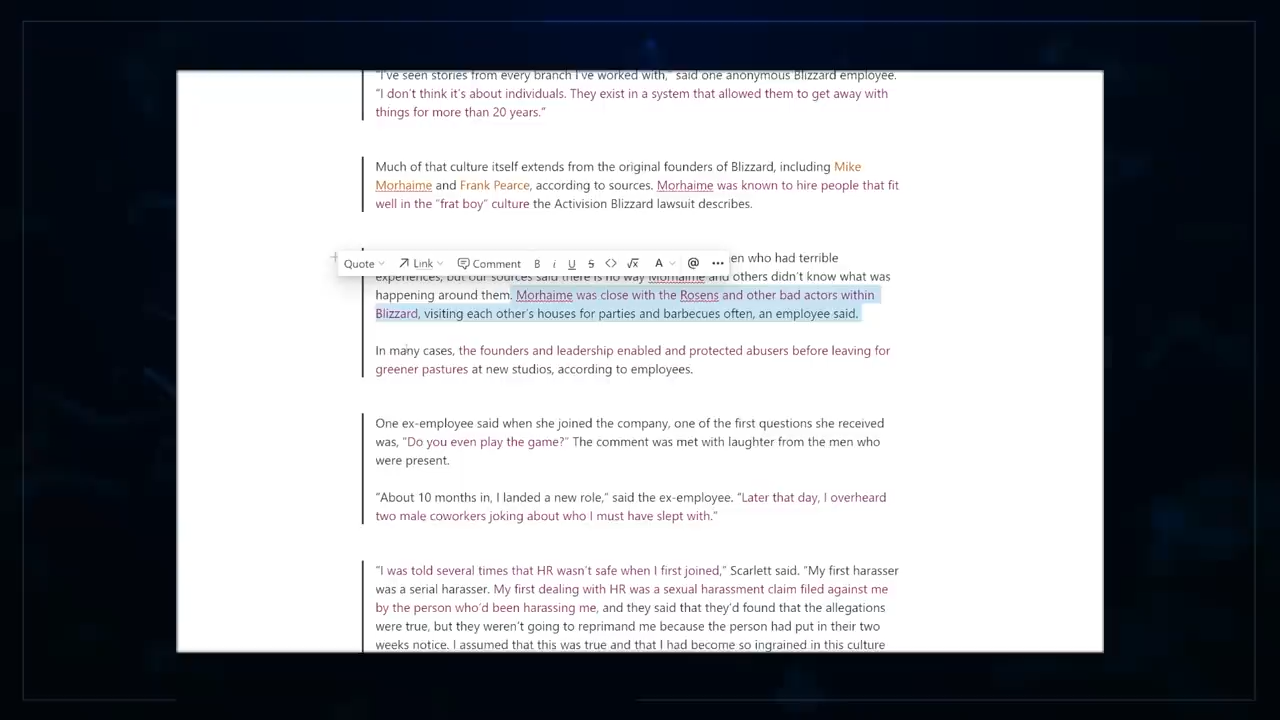 "I've seen stories from every branch I've worked with," said one anonymous Blizzard employee.
"I don't think it's about individuals. They exist in a system that allowed them to get away with
things for more than 20 years."
Much of that culture itself extends from the original founders of Blizzard, including Mike
Morhaime and Frank Pearce, according to sources. Morhaime was known to hire people that fit
well in the "frat boy" culture the Activision Blizzard lawsuit describes.
en who had terrible
Quote Link Comment B i U S <> √x A @ •••
experiences, but our sources said there is no way Morhaime and others didn't know what was
happening around them. Morhaime was close with the Rosens and other bad actors within
Blizzard, visiting each other's houses for parties and barbecues often, an employee said.
In many cases, the founders and leadership enabled and protected abusers before leaving for
greener pastures at new studios, according to employees.
One ex-employee said when she joined the company, one of the first questions she received
was, "Do you even play the game?" The comment was met with laughter from the men who
were present.
"About 10 months in, I landed a new role," said the ex-employee. "Later that day, I overheard
two male coworkers joking about who I must have slept with."
"I was told several times that HR wasn't safe when I first joined," Scarlett said. "My first harasser
was a serial harasser. My first dealing with HR was a sexual harassment claim filed against me
by the person who'd been harassing me, and they said that they'd found that the allegations
were true, but they weren't going to reprimand me because the person had put in their two
weeks notice. I assumed that this was true and that I had become so ingrained in this culture